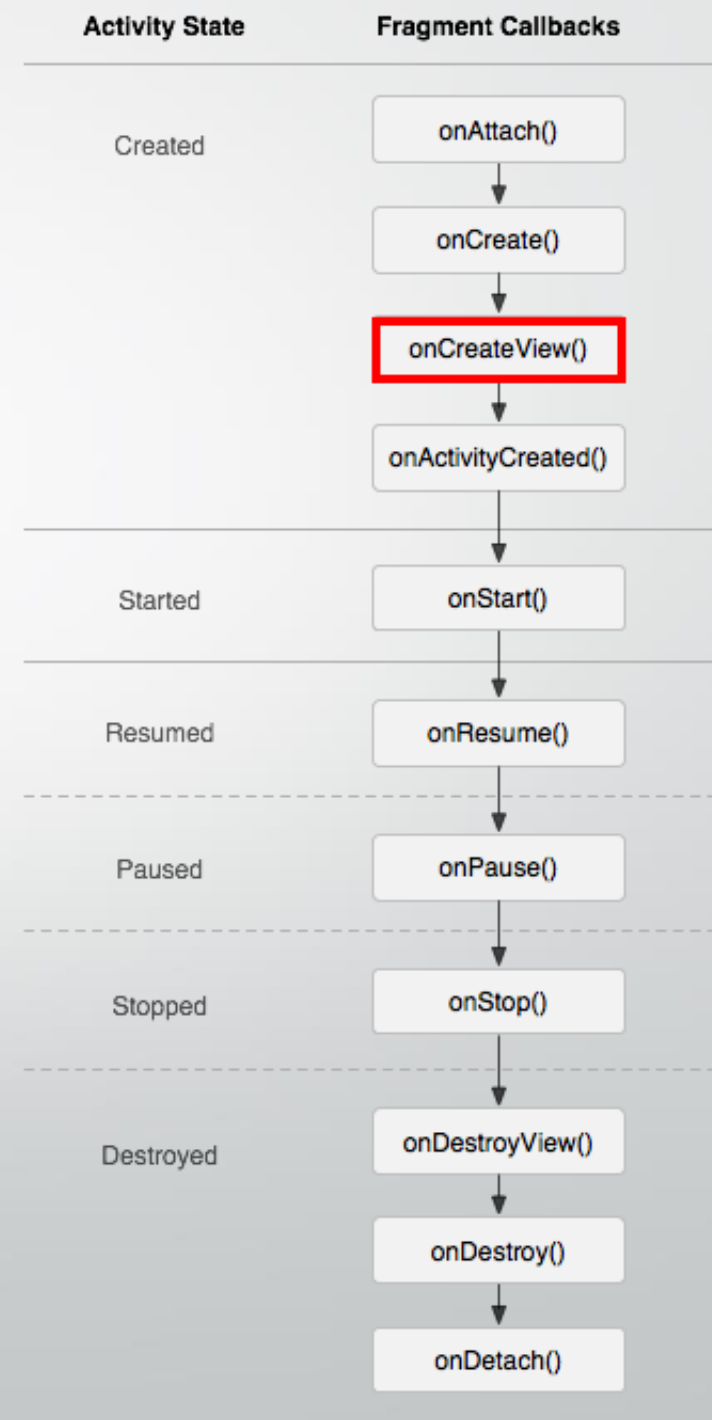 Activity State Fragment Callbacks
Created onAttach()
onCreate()
onCreateView()
onActivityCreated()
Started onStart()
Resumed onResume()
Paused onPause()
Stopped onStop()
Destroyed onDestroyView()
onDestroy()
onDetach()